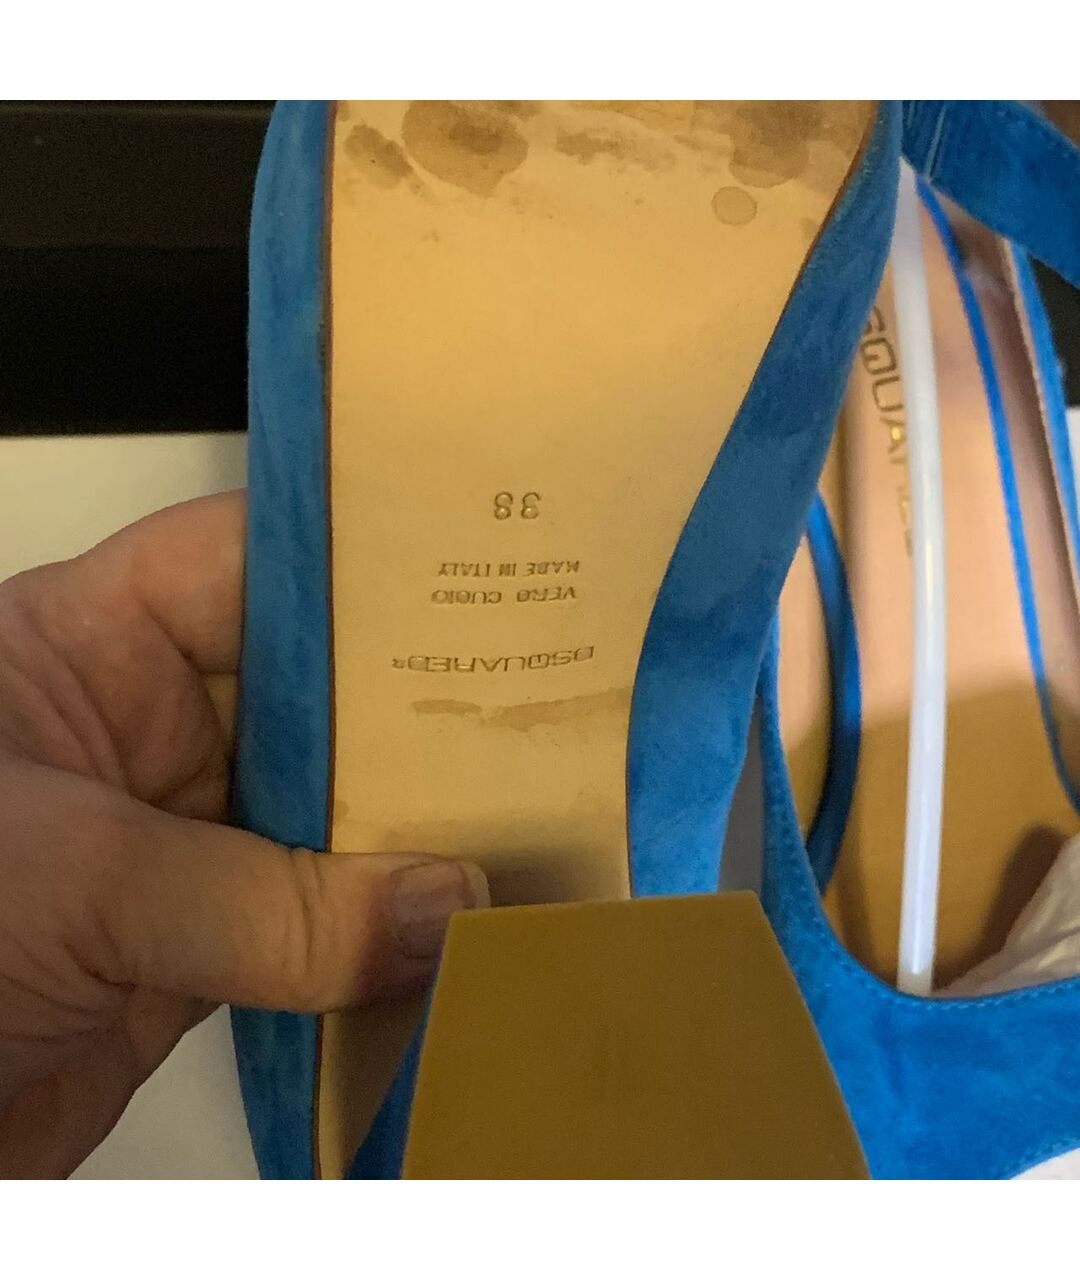 DSQUARED2
VERO CUOIO
MADE IN ITALY
38